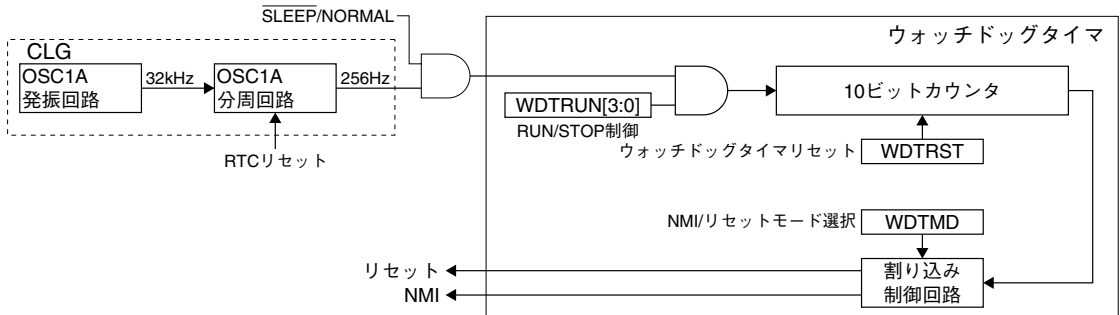 SLEEP/NORMAL
ウォッチドッグタイマ
CLG
OSC1A
発振回路
32kHz
OSC1A
分周回路
256Hz
WDTRUN[3:0]
RUN/STOP制御
10ビットカウンタ
RTCリセット
ウォッチドッグタイマリセット
WDTRST
NMI/リセットモード選択
WDTMD
リセット
NMI
割り込み
制御回路